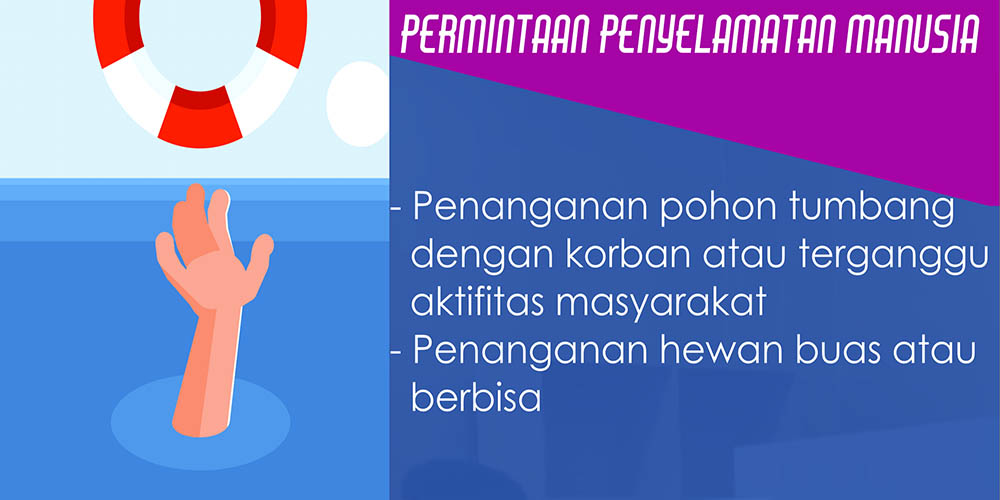 PERMINTAAN PENYELAMATAN MANUSIA
- Penanganan pohon tumbang
dengan korban atau terganggu
aktifitas masyarakat
- Penanganan hewan buas atau
berbisa